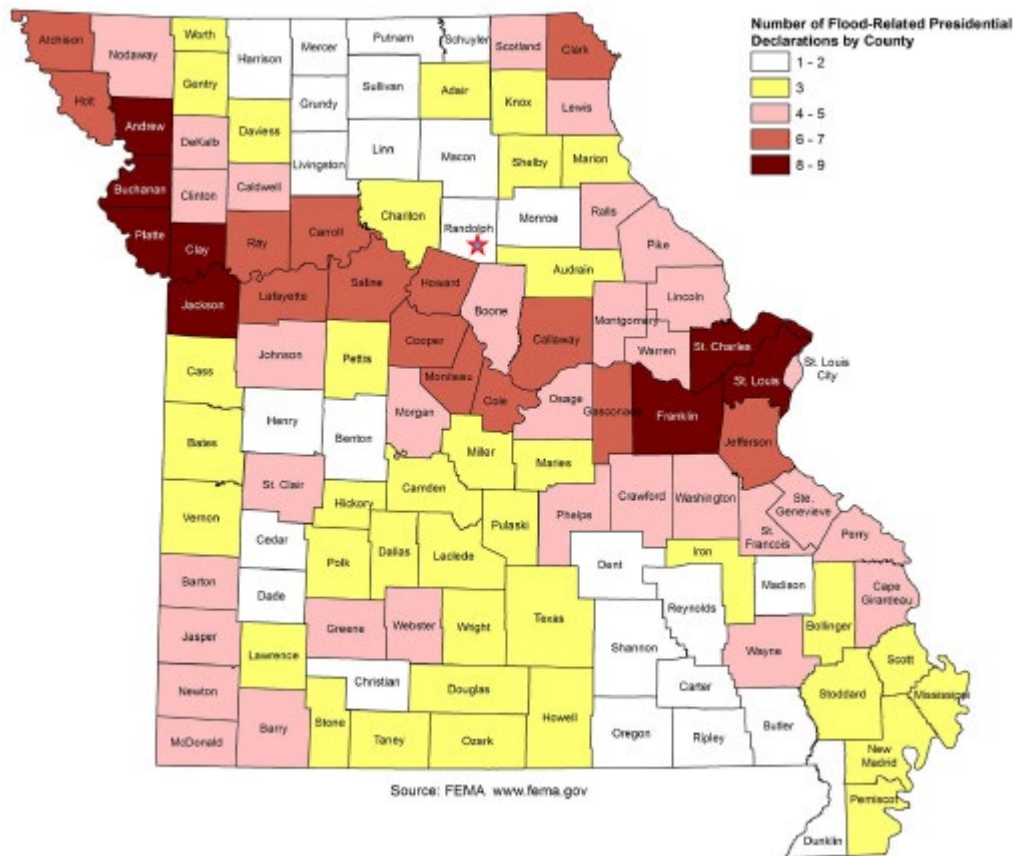 Number of Flood-Related Presidential
Declarations by County
1 - 2
3
4 - 5
6 - 7
8 - 9
Atchison
Nodaway
Worth
Harrison
Mercer
Putnam
Schuyler
Scotland
Clark
Holt
Gentry
Sullivan
Adair
Knox
Lewis
Grundy
Andrew
DeKalb
Daviess
Linn
Macon
Shelby
Marion
Livingston
Buchanan
Clinton
Caldwell
Chariton
Randolph
Monroe
Ralls
Pike
Platte
Clay
Ray
Carroll
Audrain
Saline
Howard
Boone
Lincoln
Jackson
Lafayette
Callaway
Montgomery
Warren
St. Charles
St. Louis
St. Louis
City
Johnson
Pettis
Cooper
Moniteau
Cole
Osage
Gasconade
Franklin
Jefferson
Cass
Henry
Benton
Morgan
Miller
Maries
Bates
St. Clair
Camden
Phelps
Crawford
Washington
Ste.
Genevieve
St.
Francois
Perry
Vernon
Hickory
Pulaski
Cedar
Polk
Dallas
Laclede
Dent
Iron
Madison
Cape
Girardeau
Barton
Dade
Reynolds
Bollinger
Jasper
Greene
Webster
Wright
Texas
Shannon
Wayne
Scott
Lawrence
Newton
Christian
Douglas
Carter
Stoddard
Mississippi
McDonald
Barry
Stone
Taney
Ozark
Howell
Oregon
Ripley
Butler
New
Madrid
Pemiscot
Dunklin
Source: FEMA www.fema.gov